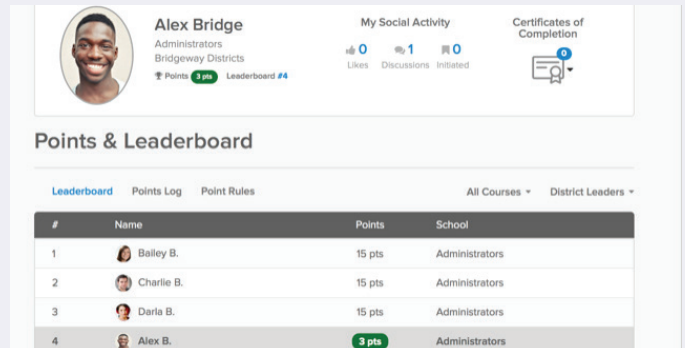 Alex Bridge
Administrators
Bridgeway Districts
Points 3 pts Leaderboard #4
My Social Activity
0 1 0
Likes Discussions Initiated
Certificates of
Completion
0
Points & Leaderboard
Leaderboard Points Log Point Rules All Courses District Leaders
# Name Points School
1 Bailey B. 15 pts Administrators
2 Charlie B. 15 pts Administrators
3 Darla B. 15 pts Administrators
4 Alex B. 3 pts Administrators